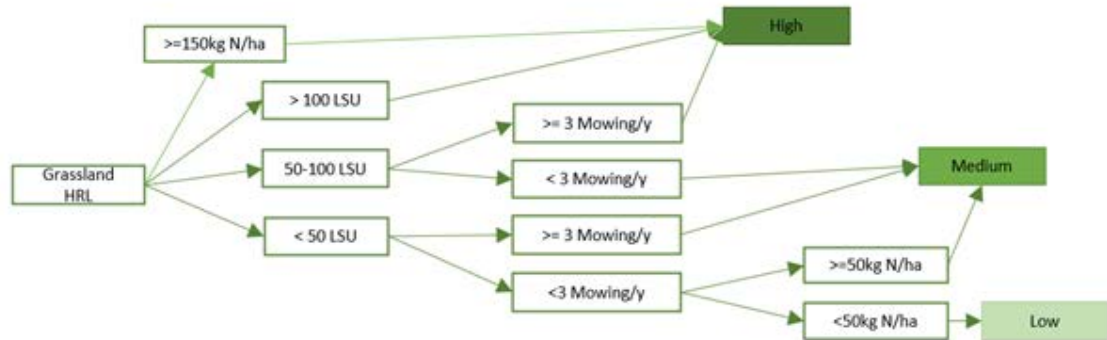 High
>=150kg N/ha
> 100 LSU
>= 3 Mowing/y
50-100 LSU
Grassland
HRL
< 3 Mowing/y
Medium
< 50 LSU
>= 3 Mowing/y
>=50kg N/ha
<3 Mowing/y
<50kg N/ha
Low